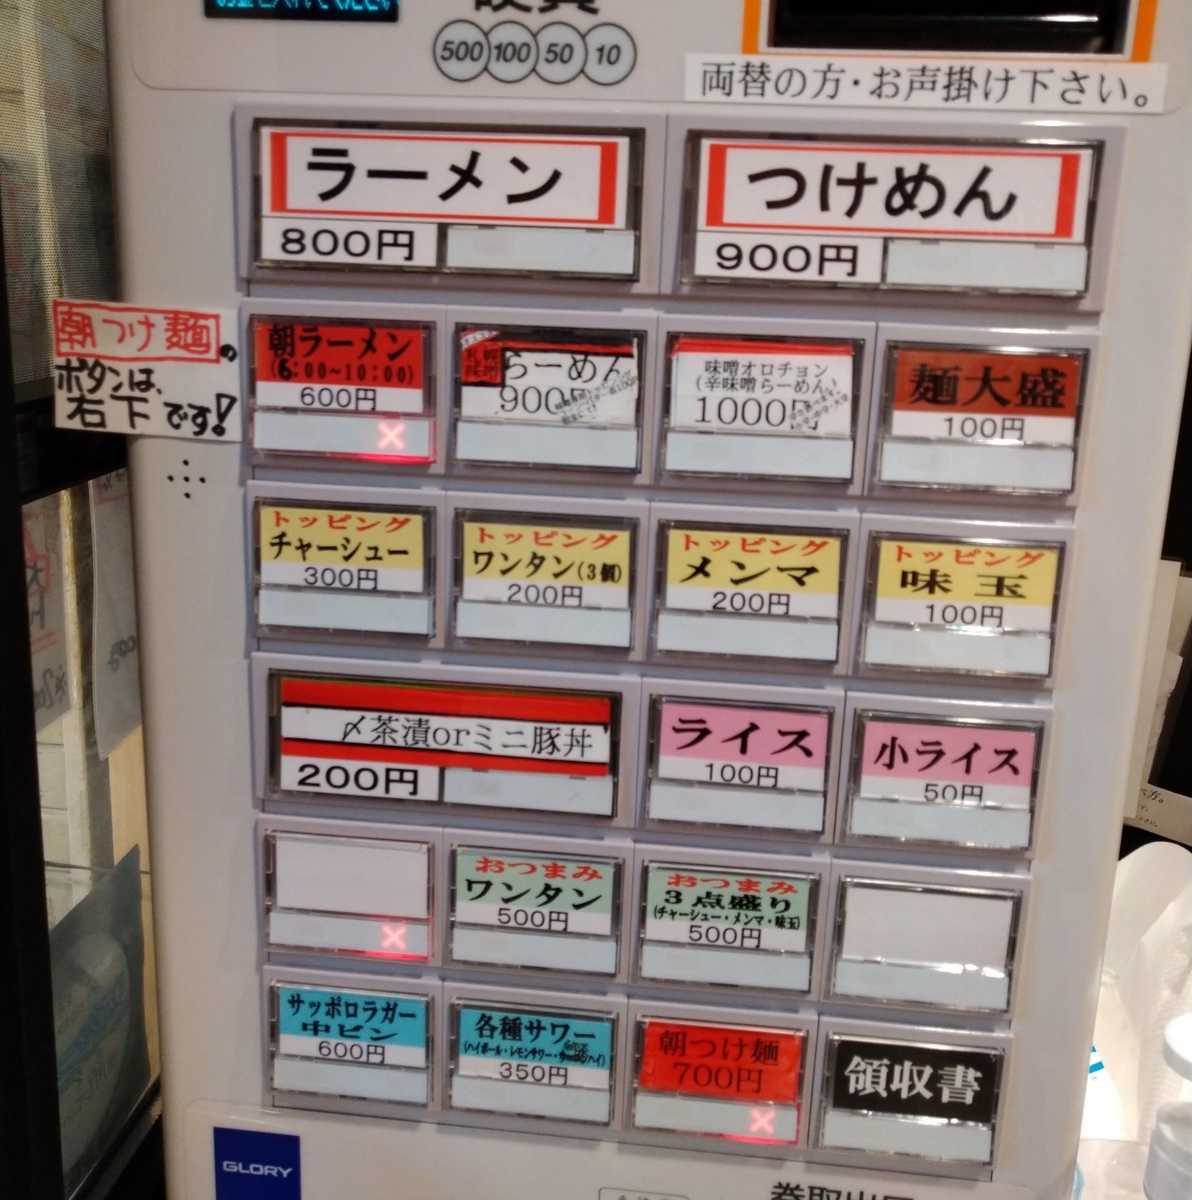 500 100 50 10
両替の方・お声掛け下さい。
ラーメン
800円
つけめん
900円
朝つけ麺の
ボタンは、
右下です!
朝ラーメン
(6:00~10:00)
600円
らーめん
900円
味噌オロチョン
(辛味噌らーめん)
1000円
麺大盛
100円
トッピング
チャーシュー
300円
トッピング
ワンタン(3個)
200円
トッピング
メンマ
200円
トッピング
味玉
100円
〆茶漬orミニ豚丼
200円
ライス
100円
小ライス
50円
おつまみ
ワンタン
500円
おつまみ
3点盛り
(チャーシュー・メンマ・味玉)
500円
サッポロラガー
中ビン
600円
各種サワー
350円
朝つけ麺
700円
領収書
GLORY